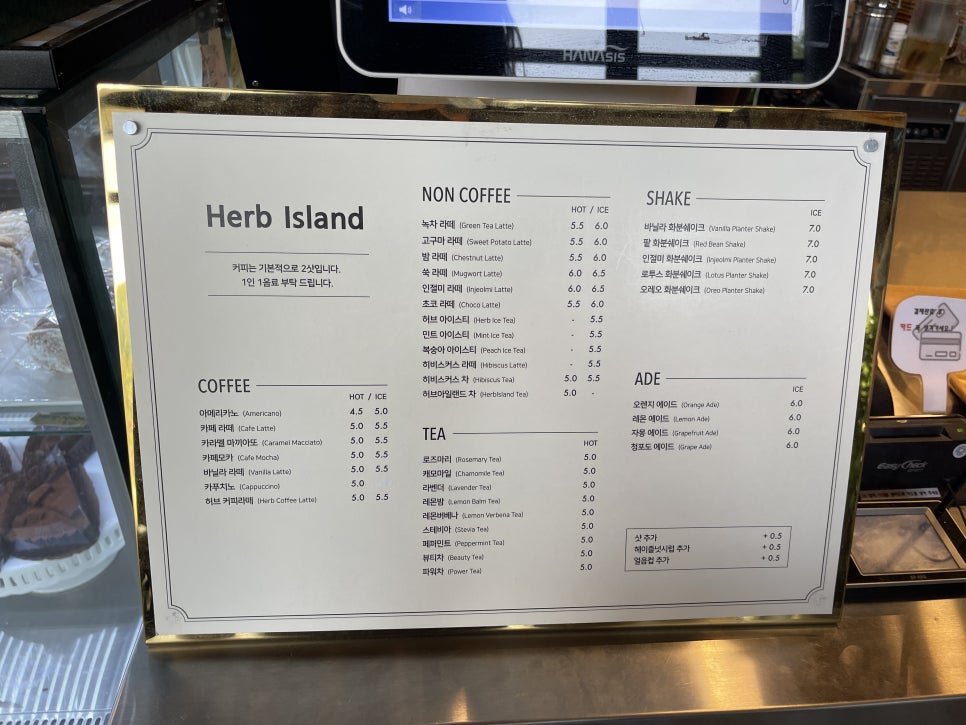 HANASIS
Herb Island
커피는 기본적으로 2샷입니다.
1인 1음료 부탁 드립니다.
COFFEE
HOT / ICE
아메리카노 (Americano) 4.5 5.0
카페 라떼 (Cafe Latte) 5.0 5.5
카라멜 마끼아또 (Caramel Macciato) 5.0 5.5
카페모카 (Cafe Mocha) 5.0 5.5
바닐라 라떼 (Vanilla Latte) 5.0 5.5
카푸치노 (Cappuccino) 5.0
허브 커피라떼 (Herb Coffee Latte) 5.0 5.5
NON COFFEE
HOT / ICE
녹차 라떼 (Green Tea Latte) 5.5 6.0
고구마 라떼 (Sweet Potato Latte) 5.5 6.0
밤 라떼 (Chestnut Latte) 5.5 6.0
쑥 라떼 (Mugwort Latte) 6.0 6.5
인절미 라떼 (Injeolmi Latte) 6.0 6.5
초코 라떼 (Choco Latte) 5.5 6.0
허브 아이스티 (Herb Ice Tea) - 5.5
민트 아이스티 (Mint Ice Tea) - 5.5
복숭아 아이스티 (Peach Ice Tea) - 5.5
히비스커스 라떼 (Hibiscus Latte) - 5.5
히비스커스 차 (Hibiscus Tea) 5.0 5.5
허브아일랜드 차 (HerbIsland Tea) 5.0 -
TEA
HOT
로즈마리 (Rosemary Tea) 5.0
캐모마일 (Chamomile Tea) 5.0
라벤더 (Lavender Tea) 5.0
레몬밤 (Lemon Balm Tea) 5.0
레몬버베나 (Lemon Verbena Tea) 5.0
스테비아 (Stevia Tea) 5.0
페퍼민트 (Peppermint Tea) 5.0
뷰티차 (Beauty Tea) 5.0
파워차 (Power Tea) 5.0
SHAKE
ICE
바닐라 화분쉐이크 (Vanilla Planter Shake) 7.0
팥 화분쉐이크 (Red Bean Shake) 7.0
인절미 화분쉐이크 (Injeolmi Planter Shake) 7.0
로투스 화분쉐이크 (Lotus Planter Shake) 7.0
오레오 화분쉐이크 (Oreo Planter Shake) 7.0
ADE
ICE
오렌지 에이드 (Orange Ade) 6.0
레몬 에이드 (Lemon Ade) 6.0
자몽 에이드 (Grapefruit Ade) 6.0
청포도 에이드 (Grape Ade) 6.0
샷 추가 + 0.5
헤이즐넛시럽 추가 + 0.5
얼음컵 추가 + 0.5
카드
EasyCheck